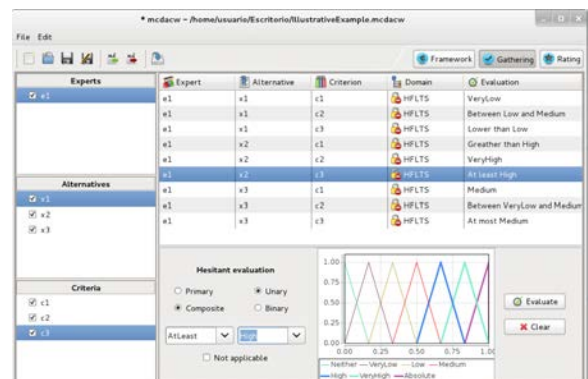 * mcdacw – /home/usuario/Escritorio/IllustrativeExample.mcdacw
File Edit
Framework Gathering Rating
Experts
e1
Alternatives
x1
x2
x3
Criteria
c1
c2
c3
Expert Alternative Criterion Domain Evaluation
e1 x1 c1 HFLTS VeryLow
e1 x1 c2 HFLTS Between Low and Medium
e1 x1 c3 HFLTS Lower than Low
e1 x2 c1 HFLTS Greather than High
e1 x2 c2 HFLTS VeryHigh
e1 x2 c3 HFLTS At least High
e1 x3 c1 HFLTS Medium
e1 x3 c2 HFLTS Between VeryLow and Medium
e1 x3 c3 HFLTS At most Medium
Hesitant evaluation
Primary Unary
Composite Binary
AtLeast High
Not applicable
1.00
0.75
0.50
0.25
0.00
0.00 0.25 0.50 0.75 1.00
Neither VeryLow Low Medium
High VeryHigh Absolute
Evaluate
Clear